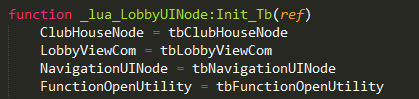 function _lua_LobbyUINode:Init_Tb(ref)
ClubHouseNode = tbClubHouseNode
LobbyViewCom = tbLobbyViewCom
NavigationUINode = tbNavigationUINode
FunctionOpenUtility = tbFunctionOpenUtility